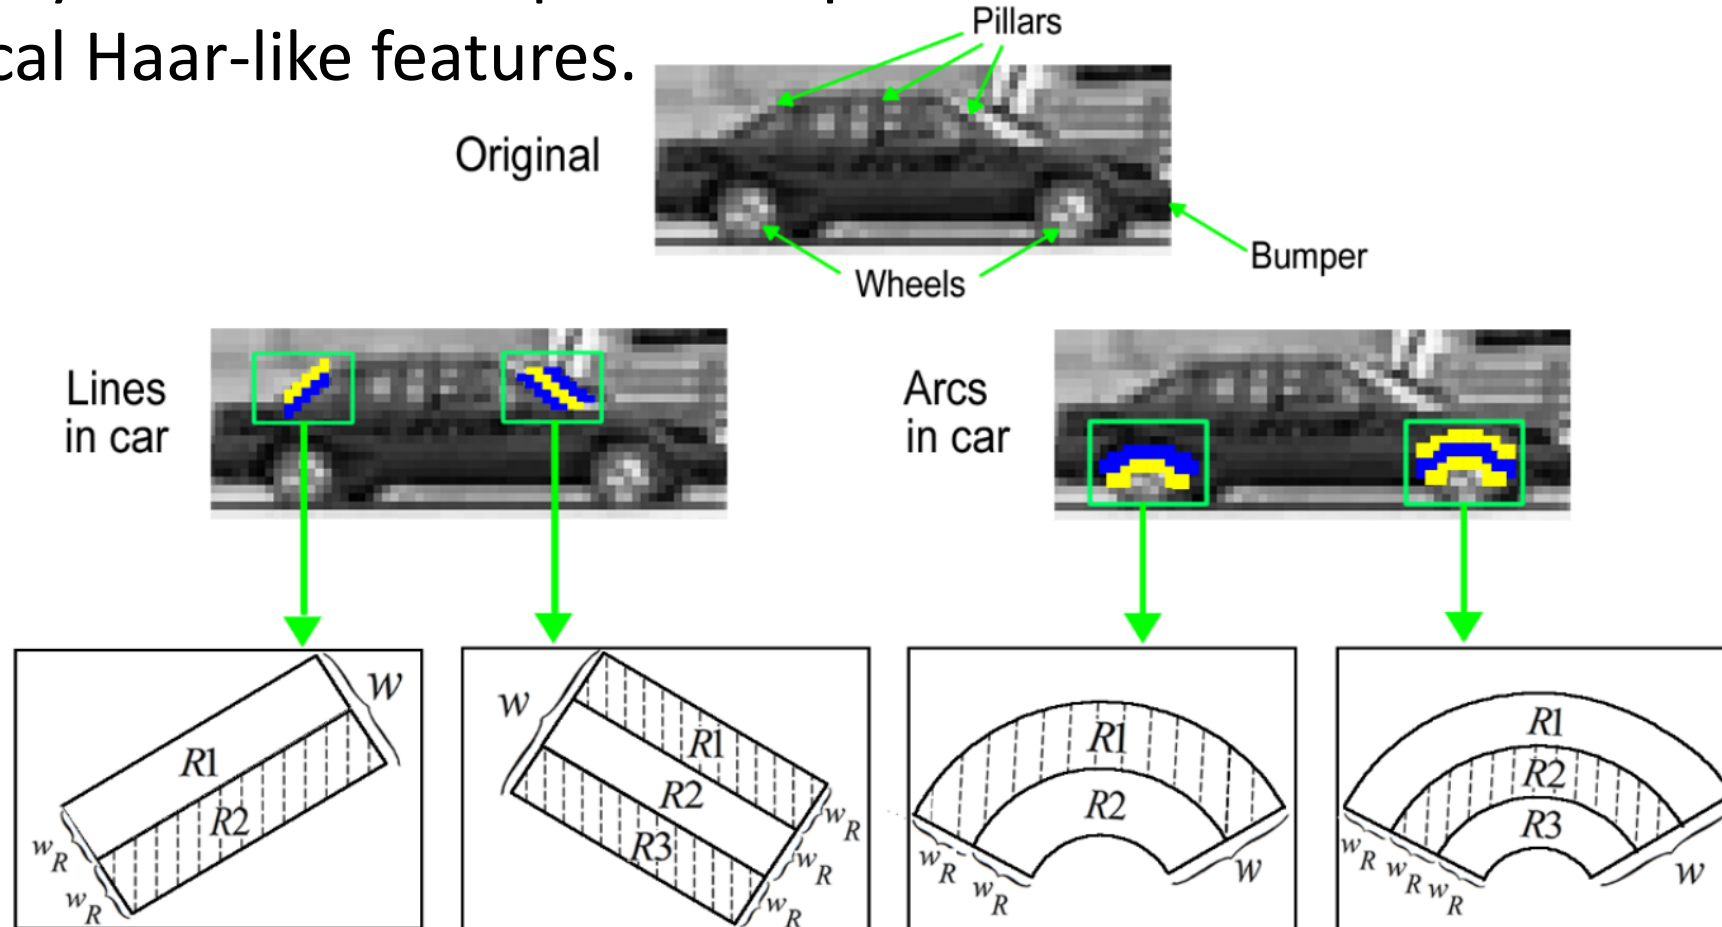 cal Haar-like features.
Pillars
Original
Bumper
Wheels
Lines
in car
Arcs
in car
w
R1
R2
wR
wR
w
R1
R2
R3
wR
wR
wR
R1
R2
wR
wR
w
R1
R2
R3
wR
wR
wR
w